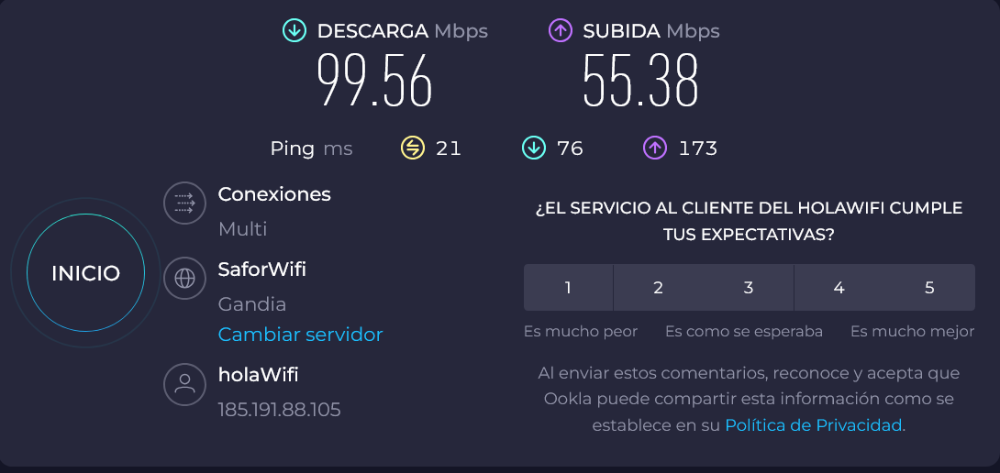 DESCARGA Mbps
99.56
SUBIDA Mbps
55.38
Ping ms 21 76 173
INICIO
Conexiones
Multi
SaforWifi
Gandia
Cambiar servidor
holaWifi
185.191.88.105
¿EL SERVICIO AL CLIENTE DEL HOLAWIFI CUMPLE
TUS EXPECTATIVAS?
1 2 3 4 5
Es mucho peor Es como se esperaba Es mucho mejor
Al enviar estos comentarios, reconoce y acepta que
Ookla puede compartir esta información como se
establece en su Política de Privacidad.